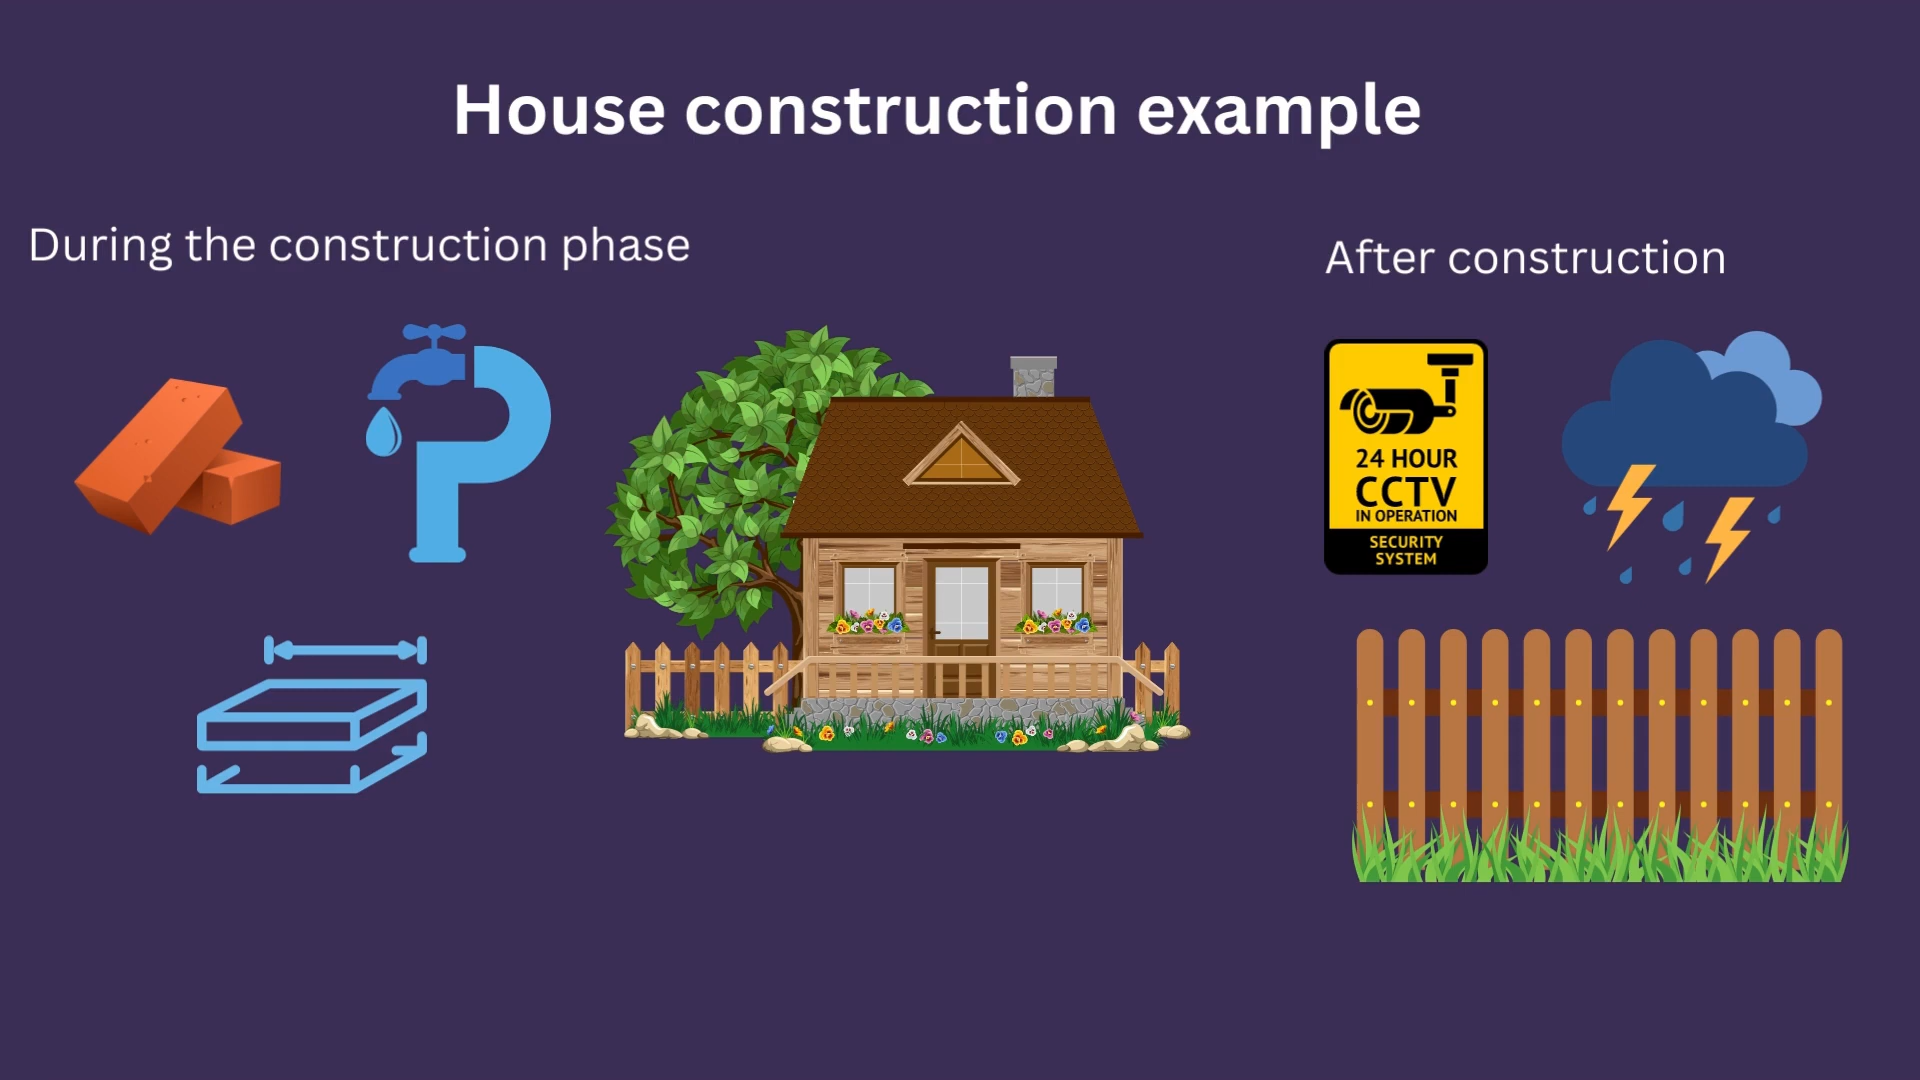 House construction example
During the construction phase
After construction
24 HOUR
CCTV
IN OPERATION
SECURITY
SYSTEM